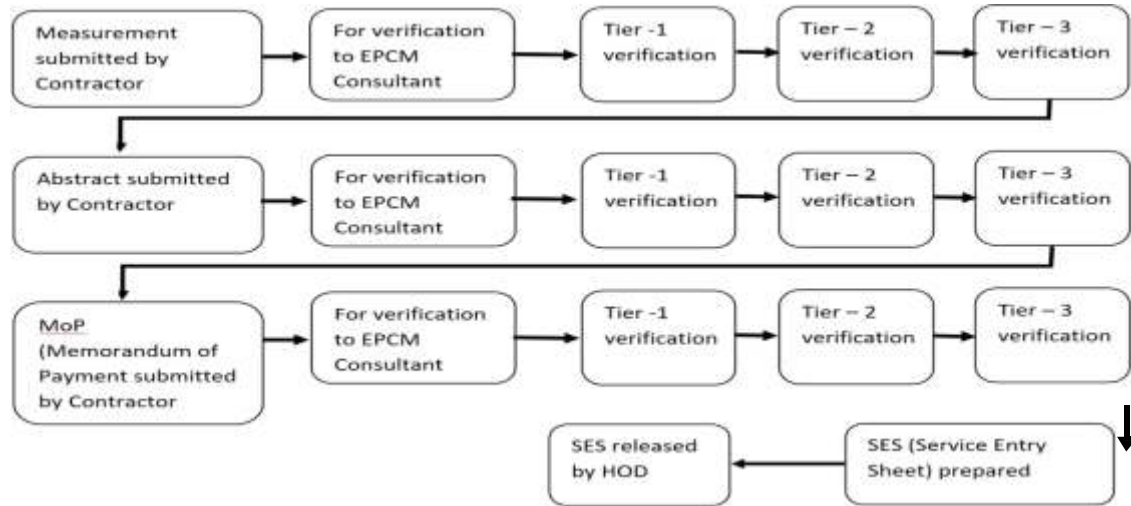 Measurement
submitted by
Contractor
For verification
to EPCM
Consultant
Tier -1
verification
Tier – 2
verification
Tier – 3
verification
Abstract submitted
by Contractor
For verification
to EPCM
Consultant
Tier -1
verification
Tier – 2
verification
Tier – 3
verification
MoP
(Memorandum of
Payment submitted
by Contractor
For verification
to EPCM
Consultant
Tier -1
verification
Tier – 2
verification
Tier – 3
verification
SES released
by HOD
SES (Service Entry
Sheet) prepared